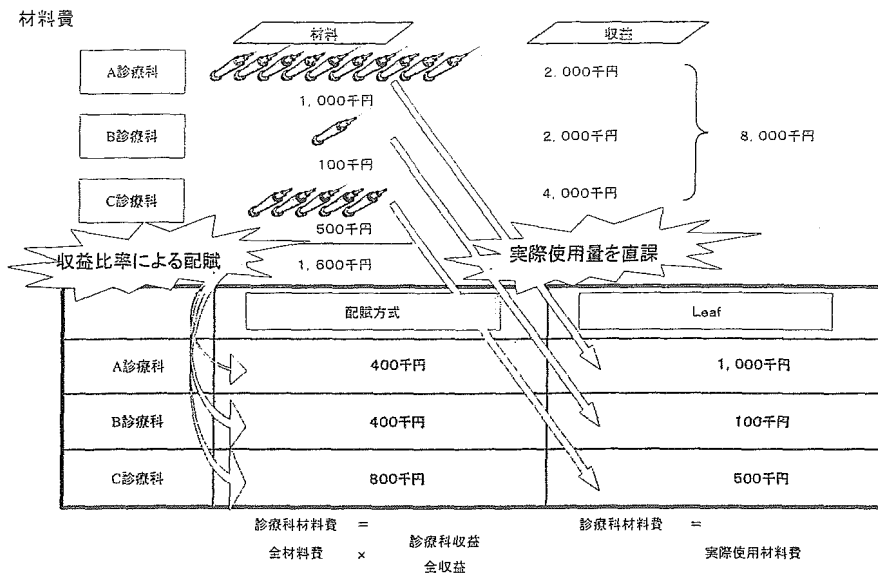 材料費
材料 収益
A診療科 2,000千円
1,000千円
B診療科 2,000千円 8,000千円
100千円
C診療科 4,000千円
500千円
収益比率による配賦 実際使用量を直課
1,600千円
配賦方式 Leaf
A診療科 400千円 1,000千円
B診療科 400千円 100千円
C診療科 800千円 500千円
診療科材料費 = 診療科材料費 =
全材料費 × 診療科収益
全収益 実際使用材料費